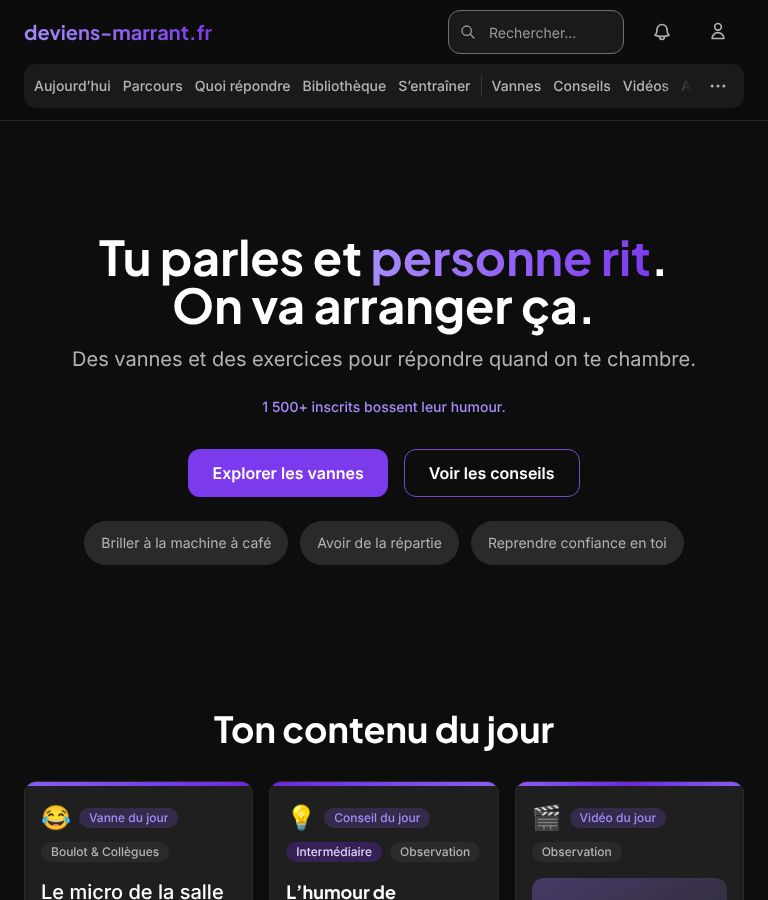 deviens-marrant.fr
Rechercher...
Aujourd’hui Parcours Quoi répondre Bibliothèque S’entraîner Vannes Conseils Vidéos A
Tu parles et personne rit.
On va arranger ça.
Des vannes et des exercices pour répondre quand on te chambre.
1 500+ inscrits bossent leur humour.
Explorer les vannes Voir les conseils
Briller à la machine à café Avoir de la répartie Reprendre confiance en toi
Ton contenu du jour
😂 Vanne du jour
Boulot & Collègues
Le micro de la salle
💡 Conseil du jour
Intermédiaire Observation
L’humour de
🎬 Vidéo du jour
Observation